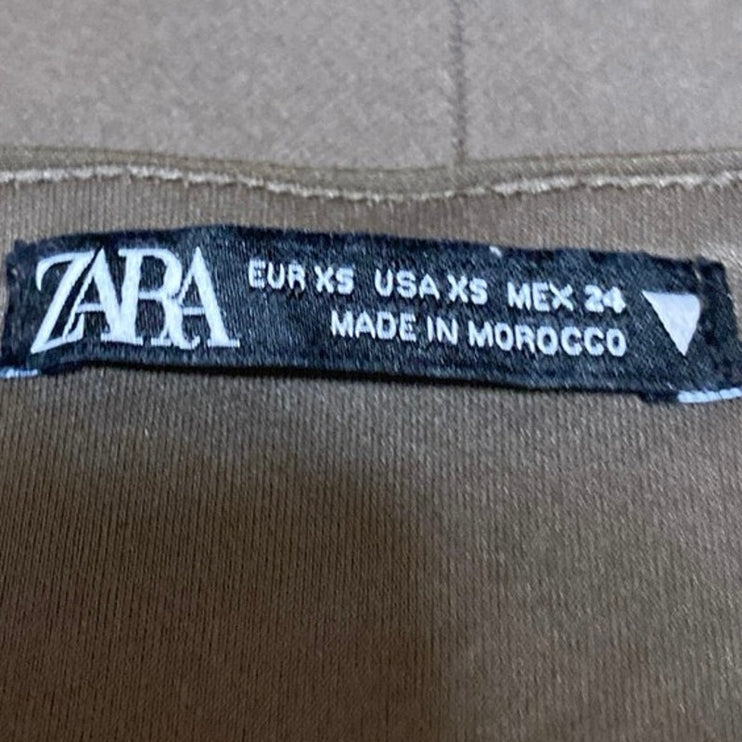 ZARA
EUR XS USA XS MEX 24
MADE IN MOROCCO